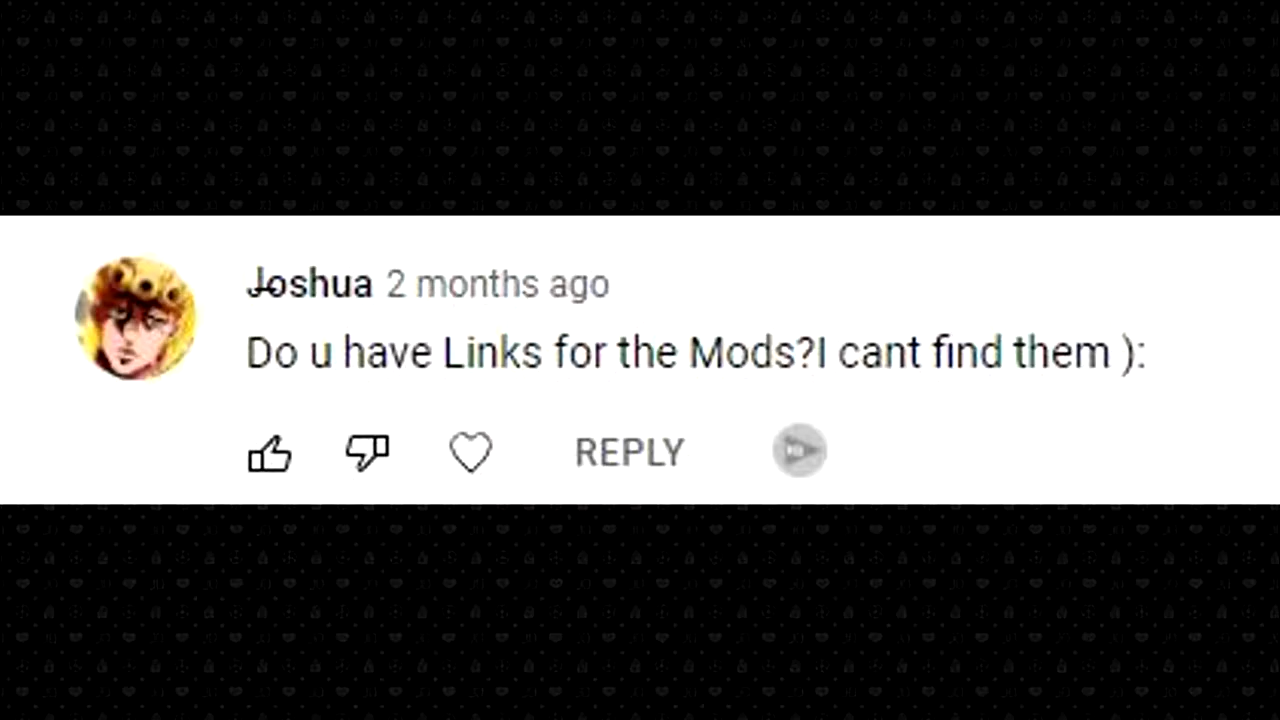 Joshua 2 months ago
Do u have Links for the Mods?I cant find them ):
REPLY